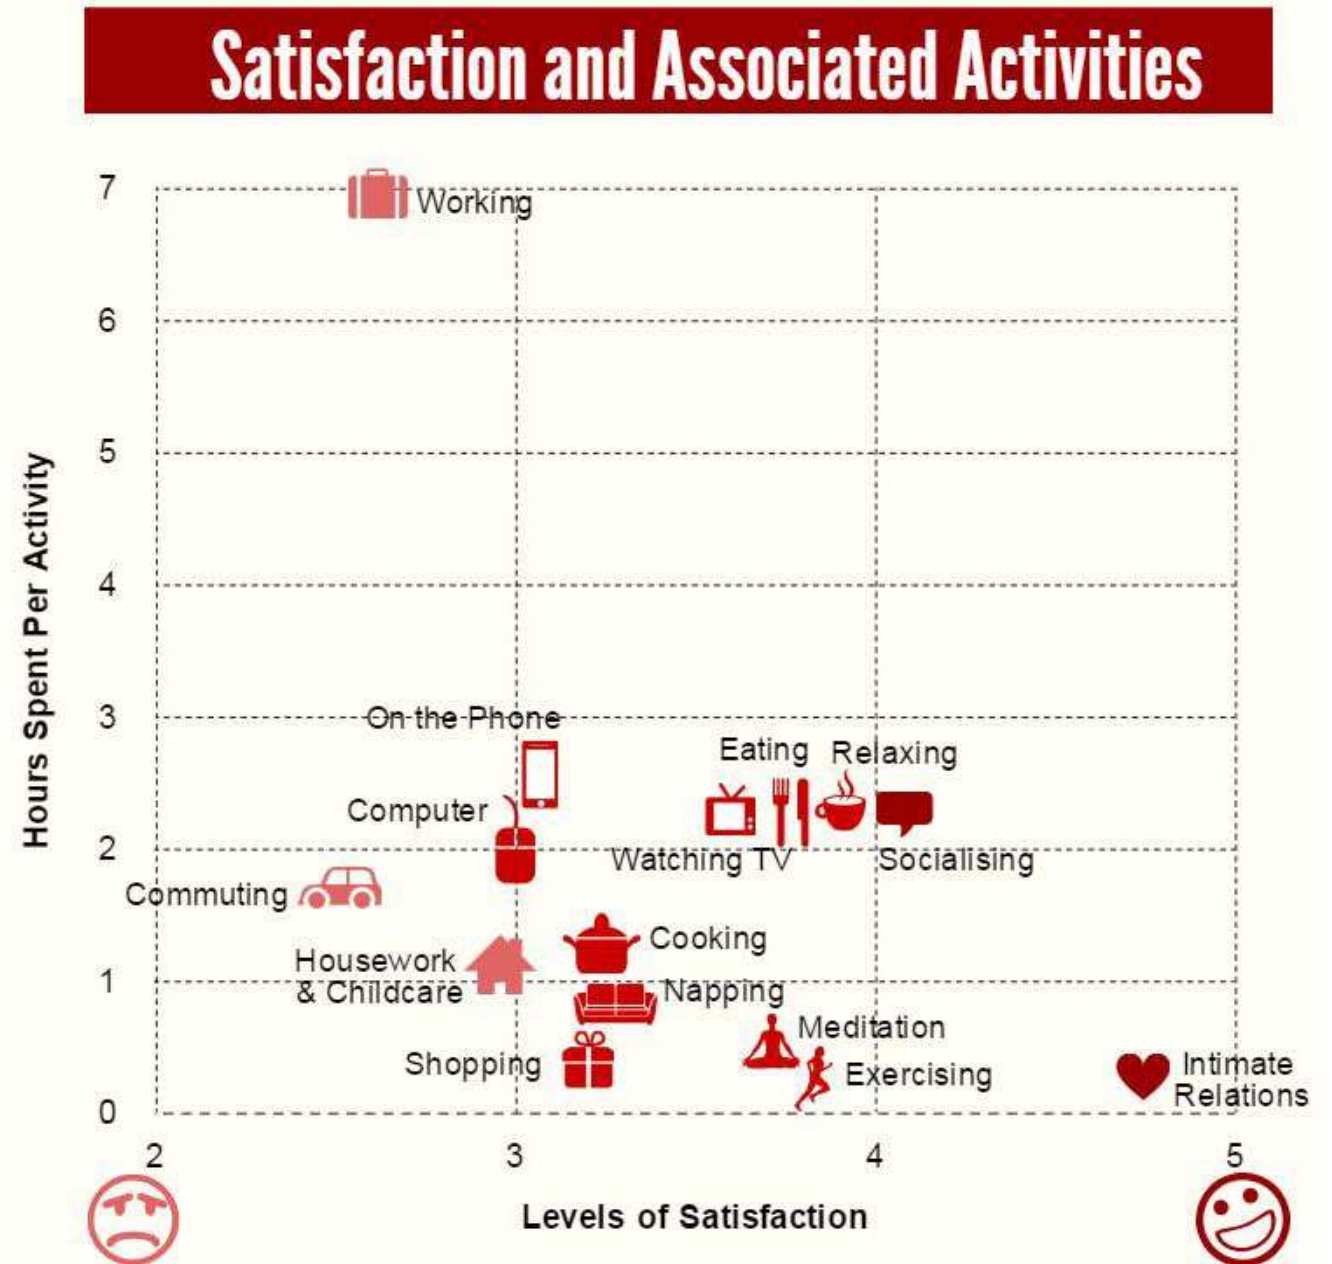 Satisfaction and Associated Activities
7
Working
6
5
4
3
On the Phone
Eating
Relaxing
Computer
2
Watching TV
Socialising
Commuting
Cooking
Housework
& Childcare
1
Napping
Meditation
Shopping
Exercising
Intimate
Relations
0
2
3
4
5
Hours Spent Per Activity
Levels of Satisfaction